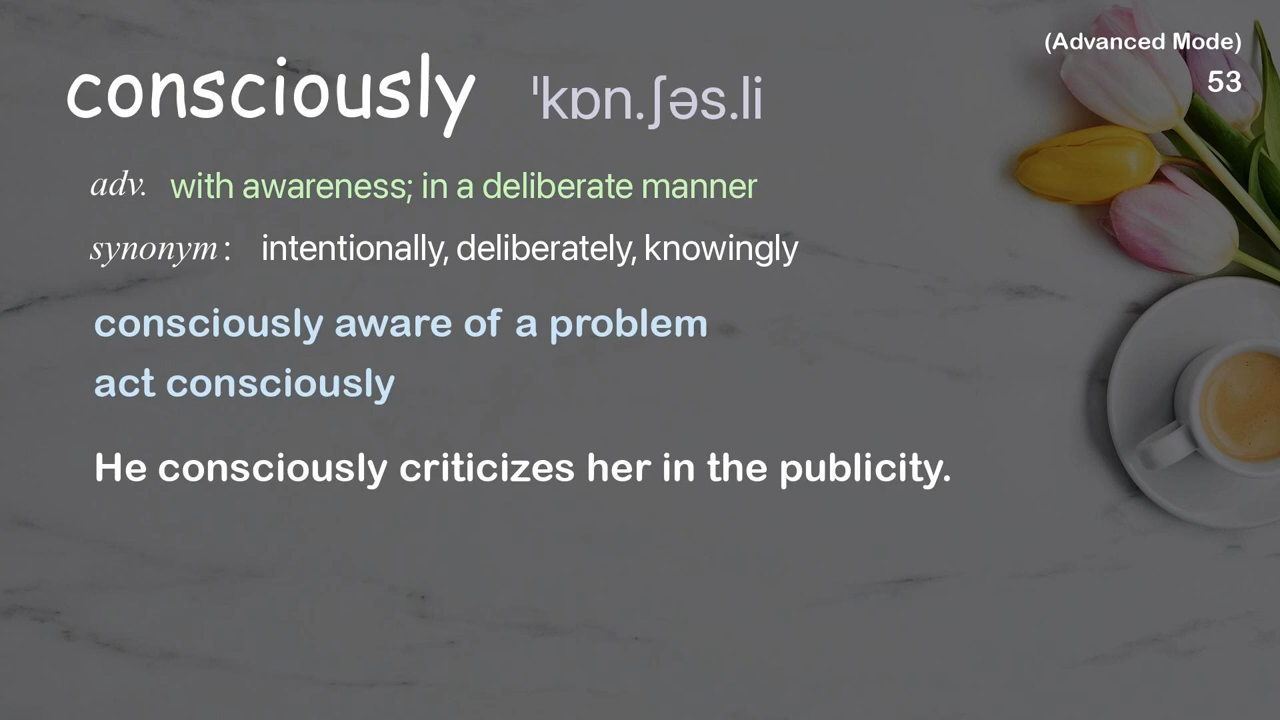 (Advanced Mode)
53
consciously ˈkɒn.ʃəs.li
adv. with awareness; in a deliberate manner
synonym: intentionally, deliberately, knowingly
consciously aware of a problem
act consciously
He consciously criticizes her in the publicity.